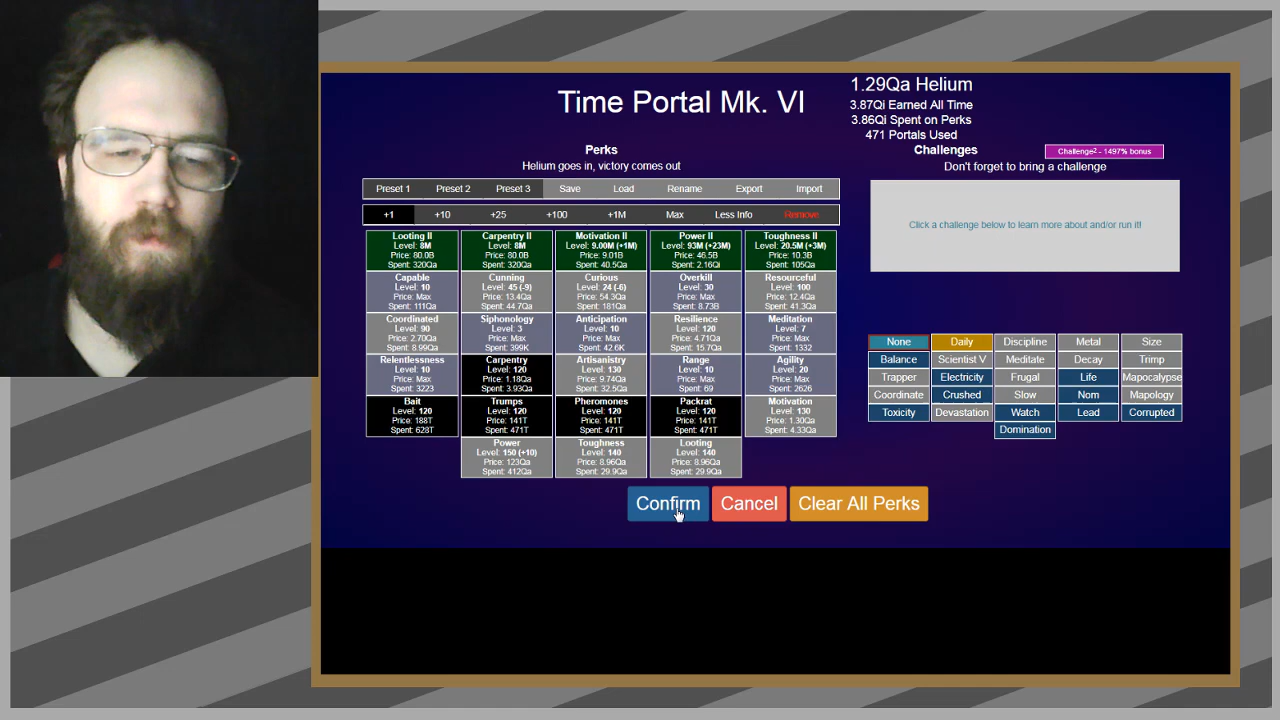 Time Portal Mk. VI
1.29Qa Helium
3.87Qi Earned All Time
3.86Qi Spent on Perks
471 Portals Used
Perks
Helium goes in, victory comes out
Challenges
Challenge² - 1497% bonus
Don't forget to bring a challenge
Preset 1 Preset 2 Preset 3 Save Load Rename Export Import
+1 +10 +25 +100 +1M Max Less Info Remove
Click a challenge below to learn more about and/or run it!
Looting II Carpentry II Motivation II Power II Toughness II
Level: 8M Level: 8M Level: 9.00M (+1M) Level: 93M (+23M) Level: 20.5M (+3M)
Price: 80.0B Price: 80.0B Price: 9.01B Price: 46.5B Price: 10.3B
Spent: 320Qa Spent: 320Qa Spent: 40.5Qa Spent: 2.16Qi Spent: 105Qa
Capable Cunning Curious Overkill Resourceful
Level: 10 Level: 45 (-9) Level: 24 (-6) Level: 30 Level: 100
Price: Max Price: 13.4Qa Price: 54.3Qa Price: Max Price: 12.4Qa
Spent: 111Qa Spent: 44.7Qa Spent: 181Qa Spent: 8.73B Spent: 41.3Qa
Coordinated Siphonology Anticipation Resilience Meditation
Level: 90 Level: 3 Level: 10 Level: 120 Level: 7
Price: 2.70Qa Price: Max Price: Max Price: 4.71Qa Price: Max
Spent: 8.99Qa Spent: 399K Spent: 42.6K Spent: 15.7Qa Spent: 1332
Relentlessness Carpentry Artisanistry Range Agility
Level: 10 Level: 120 Level: 130 Level: 10 Level: 20
Price: Max Price: 1.18Qa Price: 9.74Qa Price: Max Price: Max
Spent: 3223 Spent: 3.93Qa Spent: 32.5Qa Spent: 69 Spent: 2626
Bait Trumps Pheromones Packrat Motivation
Level: 120 Level: 120 Level: 120 Level: 120 Level: 130
Price: 188T Price: 141T Price: 141T Price: 141T Price: 1.30Qa
Spent: 628T Spent: 471T Spent: 471T Spent: 471T Spent: 4.33Qa
Power Toughness Looting
Level: 150 (+10) Level: 140 Level: 140
Price: 123Qa Price: 8.96Qa Price: 8.96Qa
Spent: 412Qa Spent: 29.9Qa Spent: 29.9Qa
None Daily Discipline Metal Size
Balance Scientist V Meditate Decay Trimp
Trapper Electricity Frugal Life Mapocalypse
Coordinate Crushed Slow Nom Mapology
Toxicity Devastation Watch Lead Corrupted
Domination
Confirm Cancel Clear All Perks